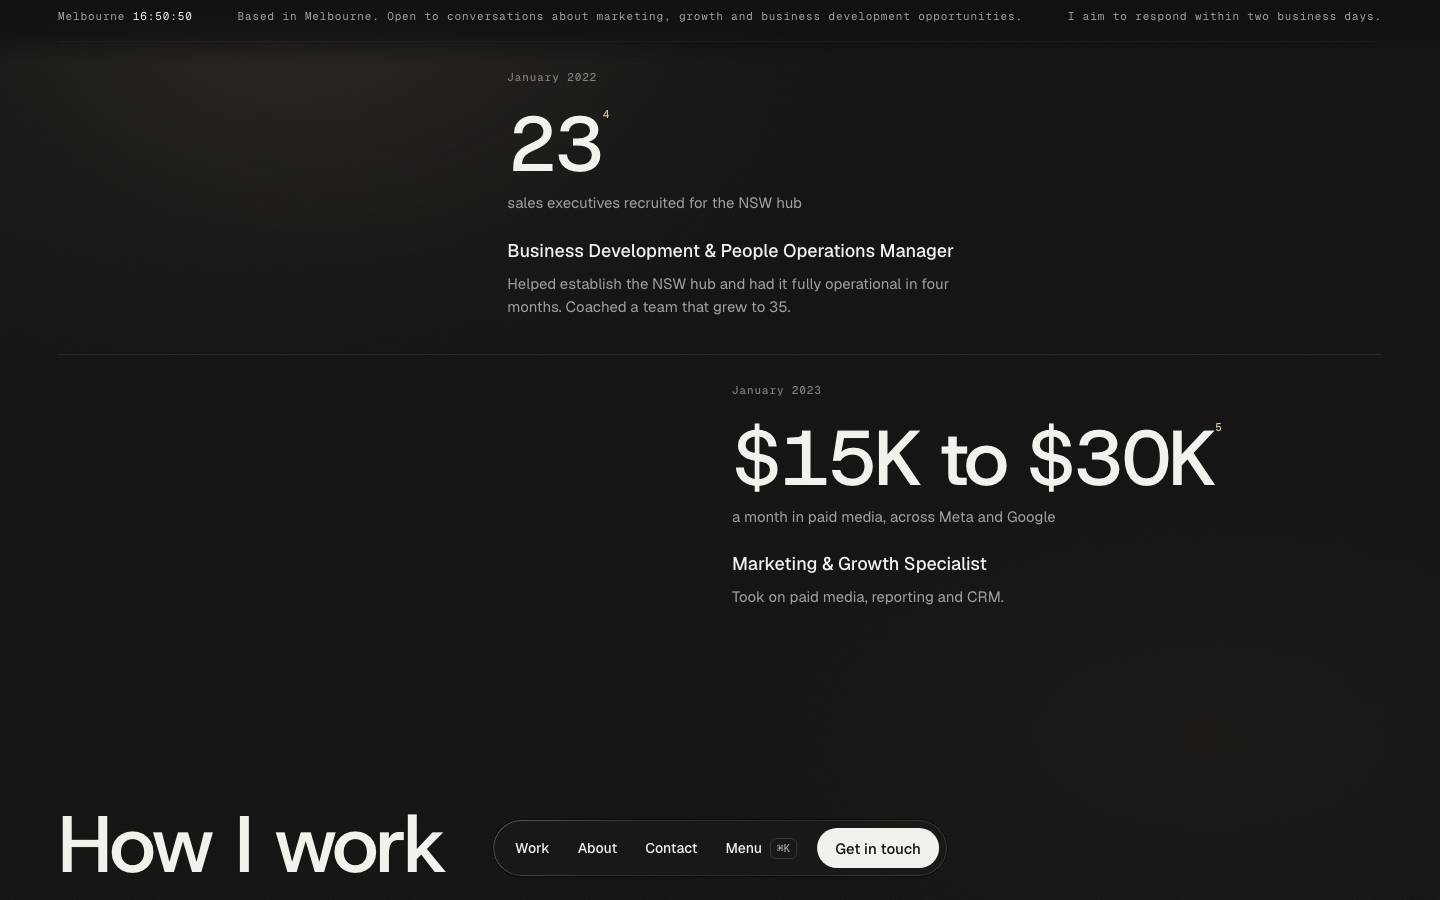 Melbourne 16:50:50 Based in Melbourne. Open to conversations about marketing, growth and business development opportunities. I aim to respond within two business days.
January 2022
23 4
sales executives recruited for the NSW hub
Business Development & People Operations Manager
Helped establish the NSW hub and had it fully operational in four
months. Coached a team that grew to 35.
January 2023
$15K to $30K 5
a month in paid media, across Meta and Google
Marketing & Growth Specialist
Took on paid media, reporting and CRM.
How I work
Work About Contact Menu ⌘K Get in touch